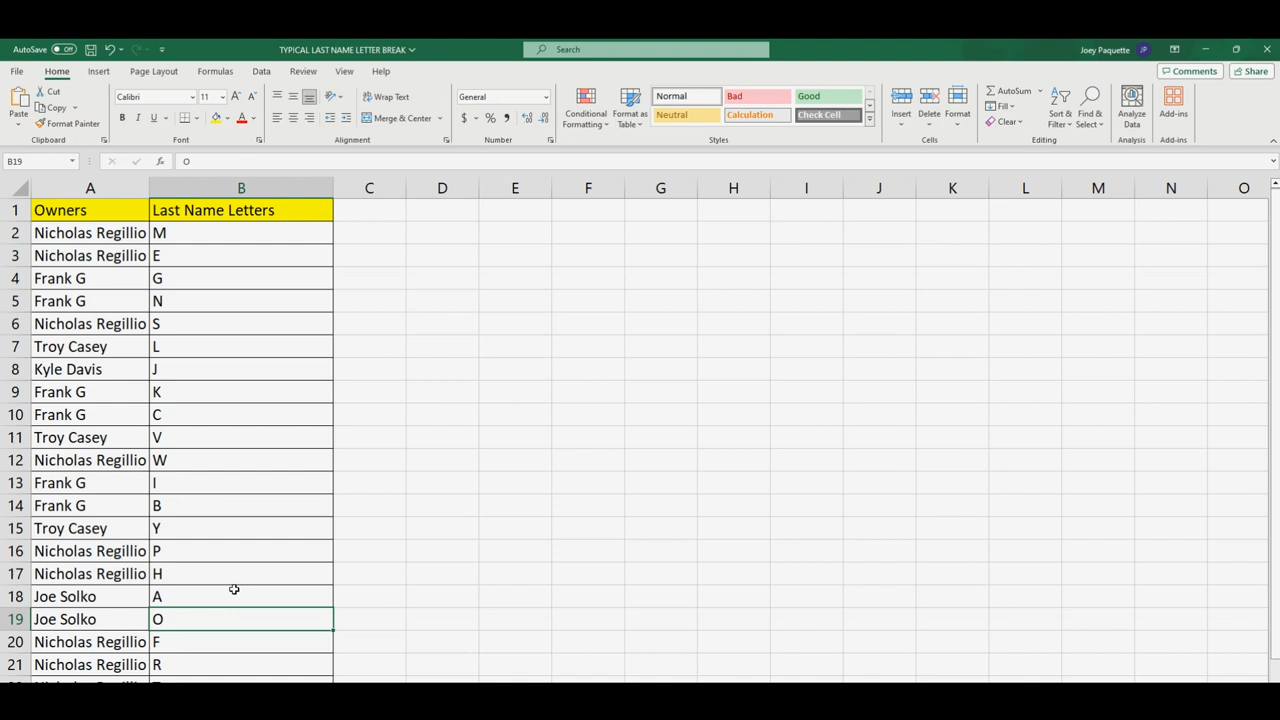 AutoSave Off TYPICAL LAST NAME LETTER BREAK Search Joey Paquette JP
File Home Insert Page Layout Formulas Data Review View Help Comments Share
Paste Cut Copy Format Painter Clipboard
Calibri 11 A A B I U A Font
Wrap Text Merge & Center Alignment
General $ % , Number
Conditional Formatting Format as Table Normal Bad Good Neutral Calculation Check Cell Styles
Insert Delete Format Cells
AutoSum Fill Clear Sort & Filter Find & Select Editing
Analyze Data Analysis
Add-ins Add-ins
B19 fx O
A B C D E F G H I J K L M N O
1 Owners Last Name Letters
2 Nicholas Regillio M
3 Nicholas Regillio E
4 Frank G G
5 Frank G N
6 Nicholas Regillio S
7 Troy Casey L
8 Kyle Davis J
9 Frank G K
10 Frank G C
11 Troy Casey V
12 Nicholas Regillio W
13 Frank G I
14 Frank G B
15 Troy Casey Y
16 Nicholas Regillio P
17 Nicholas Regillio H
18 Joe Solko A
19 Joe Solko O
20 Nicholas Regillio F
21 Nicholas Regillio R